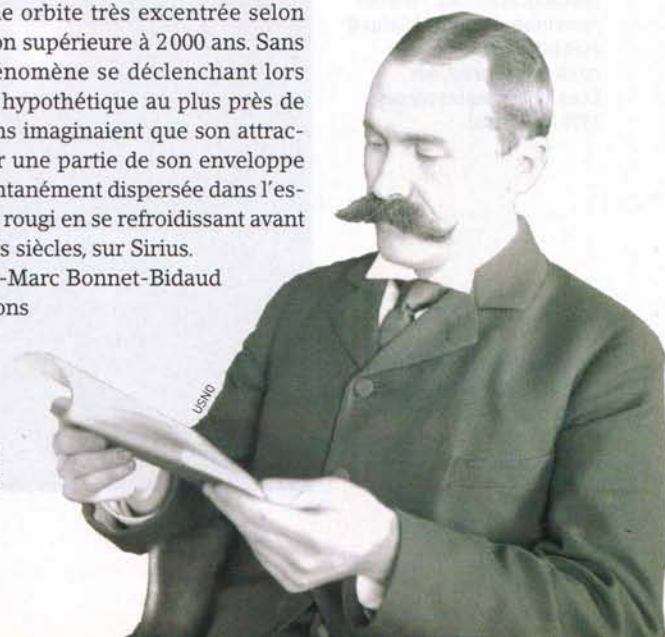 e orbite très excentrée selon
on supérieure à 2000 ans. Sans
énomène se déclenchant lors
hypothétique au plus près de
ns imaginaient que son attrac-
r une partie de son enveloppe
ntanément dispersée dans l'es-
rougi en se refroidissant avant
s siècles, sur Sirius.
-Marc Bonnet-Bidaud
ons
USNO